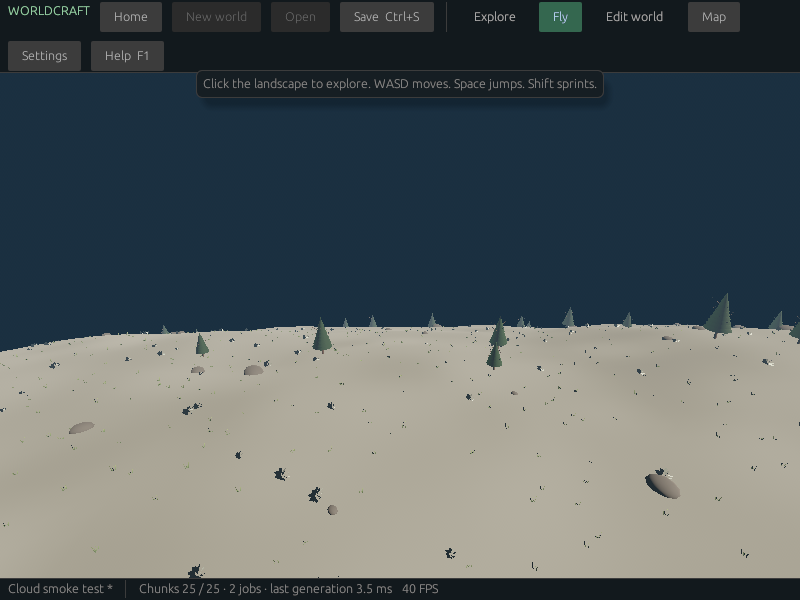 WORLDCRAFT Home New world Open Save Ctrl+S Explore Fly Edit world Map
Settings Help F1
Click the landscape to explore. WASD moves. Space jumps. Shift sprints.
Cloud smoke test * Chunks 25 / 25 · 2 jobs · last generation 3.5 ms 40 FPS